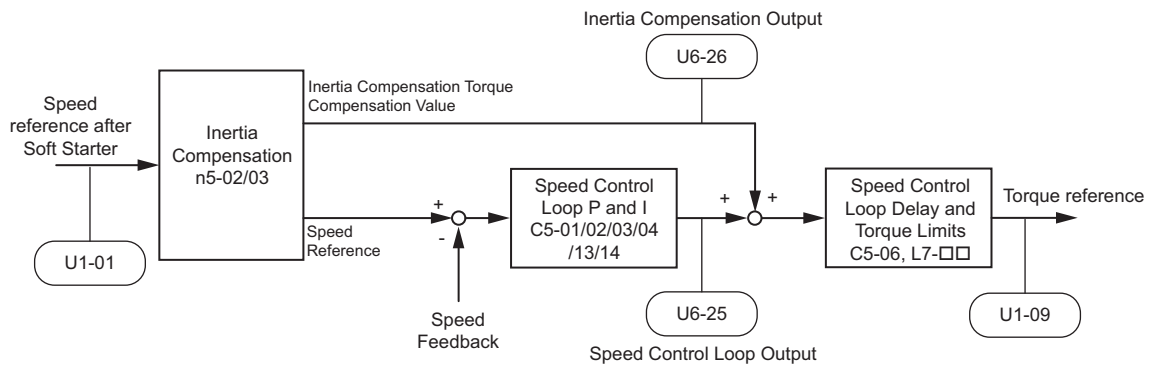 Inertia Compensation Output
U6-26
Speed
reference after
Soft Starter
Inertia Compensation Torque
Compensation Value
Inertia
Compensation
n5-02/03
U1-01
+
-
Speed
Reference
Speed
Feedback
Speed Control
Loop P and I
C5-01/02/03/04
/13/14
+
+
U6-25
Speed Control Loop Output
Speed Control
Loop Delay and
Torque Limits
C5-06, L7-□□
Torque reference
U1-09